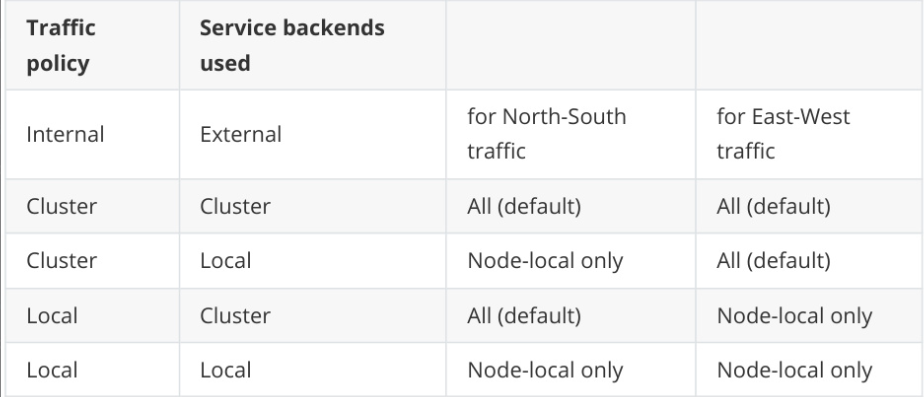 Traffic policy
Service backends used
Internal
External
for North-South traffic
for East-West traffic
Cluster
Cluster
All (default)
All (default)
Cluster
Local
Node-local only
All (default)
Local
Cluster
All (default)
Node-local only
Local
Local
Node-local only
Node-local only